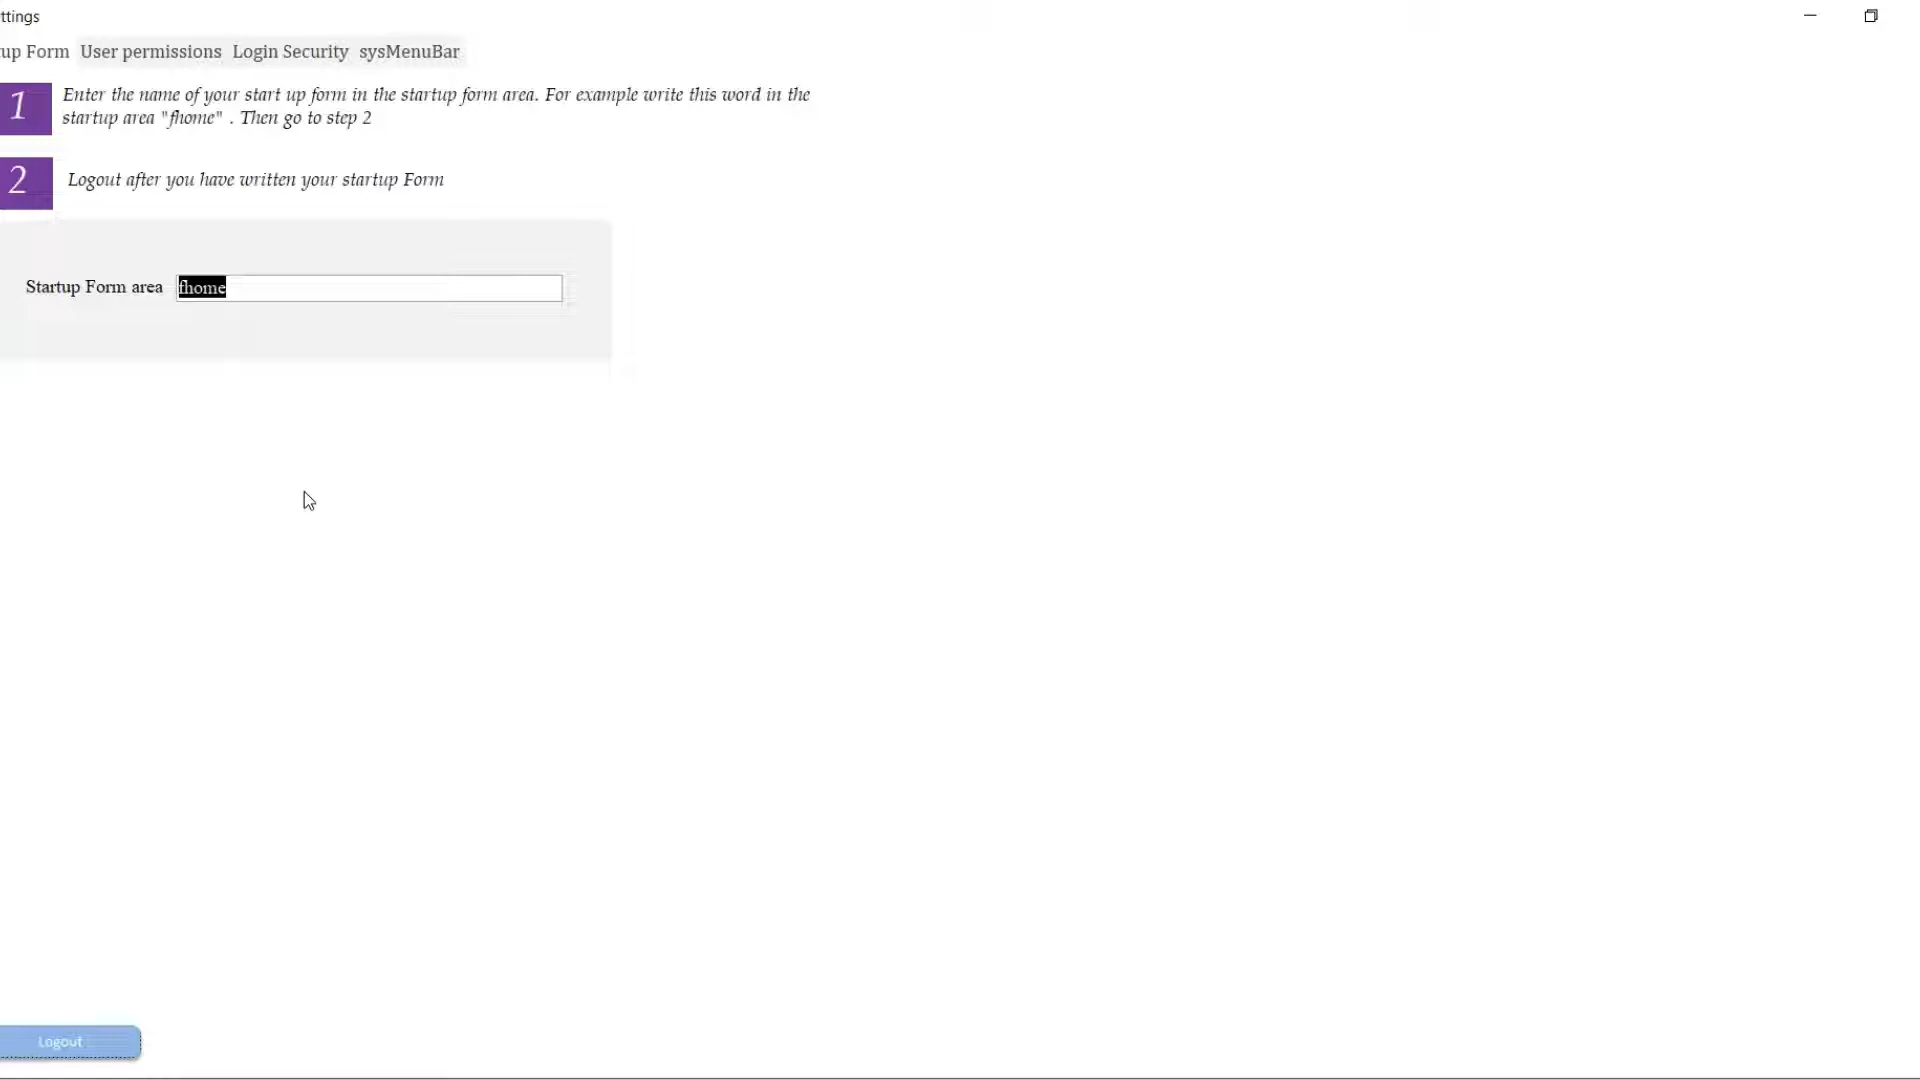 ttings
up Form User permissions Login Security sysMenuBar
1 Enter the name of your start up form in the startup form area. For example write this word in the
startup area "fhome" . Then go to step 2
2 Logout after you have written your startup Form
Startup Form area fhome
Logout